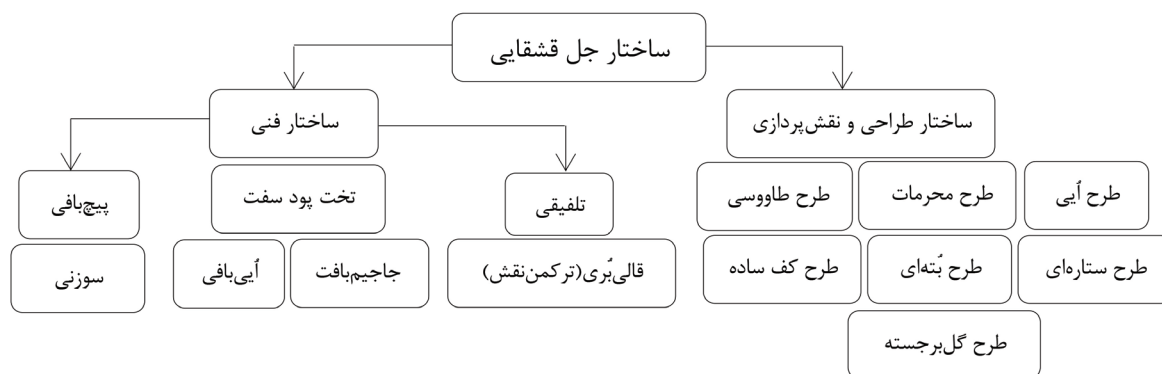 ساختار جل قشقایی
ساختار طراحی و نقش‌پردازی
ساختار فنی
طرح اُیی
طرح محرمات
طرح طاووسی
طرح ستاره‌ای
طرح بُته‌ای
طرح کف ساده
طرح گل‌برجسته
تلفیقی
قالی‌بُری(ترکمن‌نقش)
تخت پود سفت
جاجیم‌بافت
اُیی‌بافی
پیچ‌بافی
سوزنی